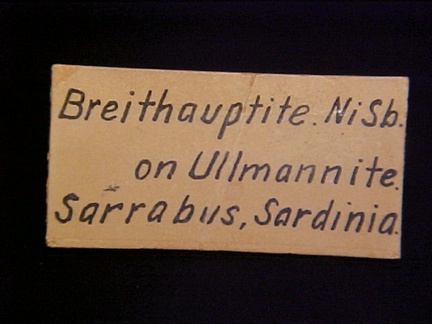 Breithauptite. NiSb.
on Ullmannite.
Sarrabus, Sardinia.